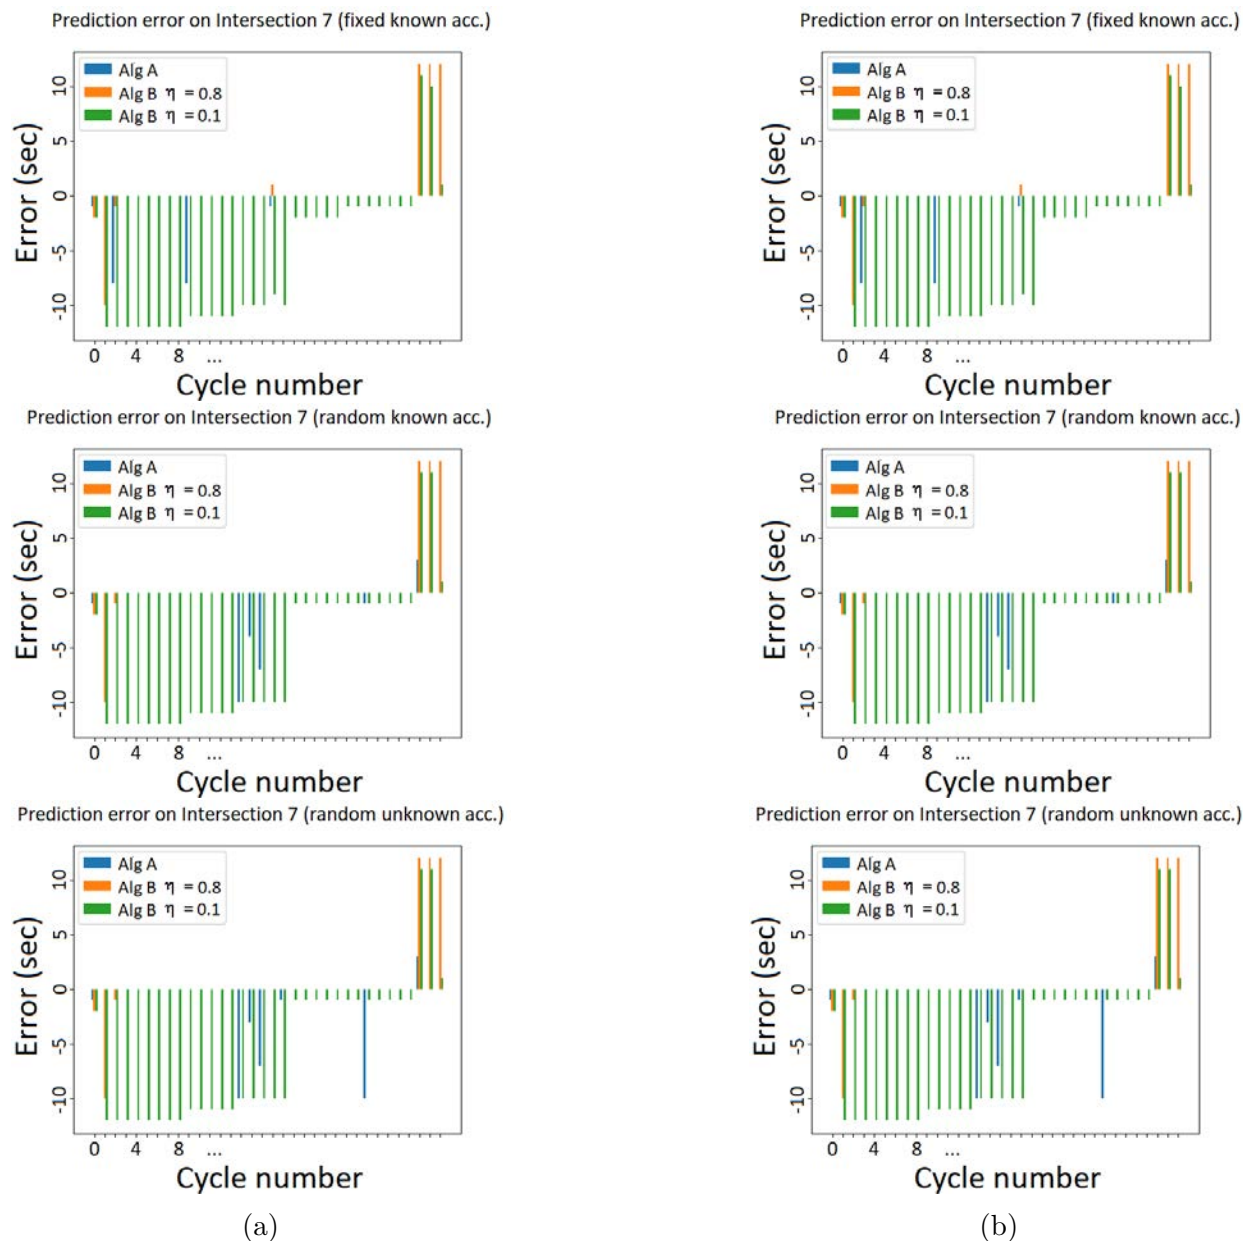 Prediction error on Intersection 7 (fixed known acc.)
Alg A
Alg B η = 0.8
Alg B η = 0.1
10
5
0
-5
-10
Error (sec)
0 4 8 ...
Cycle number
Prediction error on Intersection 7 (fixed known acc.)
Alg A
Alg B η = 0.8
Alg B η = 0.1
10
5
0
-5
-10
Error (sec)
0 4 8 ...
Cycle number
Prediction error on Intersection 7 (random known acc.)
Alg A
Alg B η = 0.8
Alg B η = 0.1
10
5
0
-5
-10
Error (sec)
0 4 8 ...
Cycle number
Prediction error on Intersection 7 (random known acc.)
Alg A
Alg B η = 0.8
Alg B η = 0.1
10
5
0
-5
-10
Error (sec)
0 4 8 ...
Cycle number
Prediction error on Intersection 7 (random unknown acc.)
Alg A
Alg B η = 0.8
Alg B η = 0.1
10
5
0
-5
-10
Error (sec)
0 4 8 ...
Cycle number
Prediction error on Intersection 7 (random unknown acc.)
Alg A
Alg B η = 0.8
Alg B η = 0.1
10
5
0
-5
-10
Error (sec)
0 4 8 ...
Cycle number
(a)
(b)